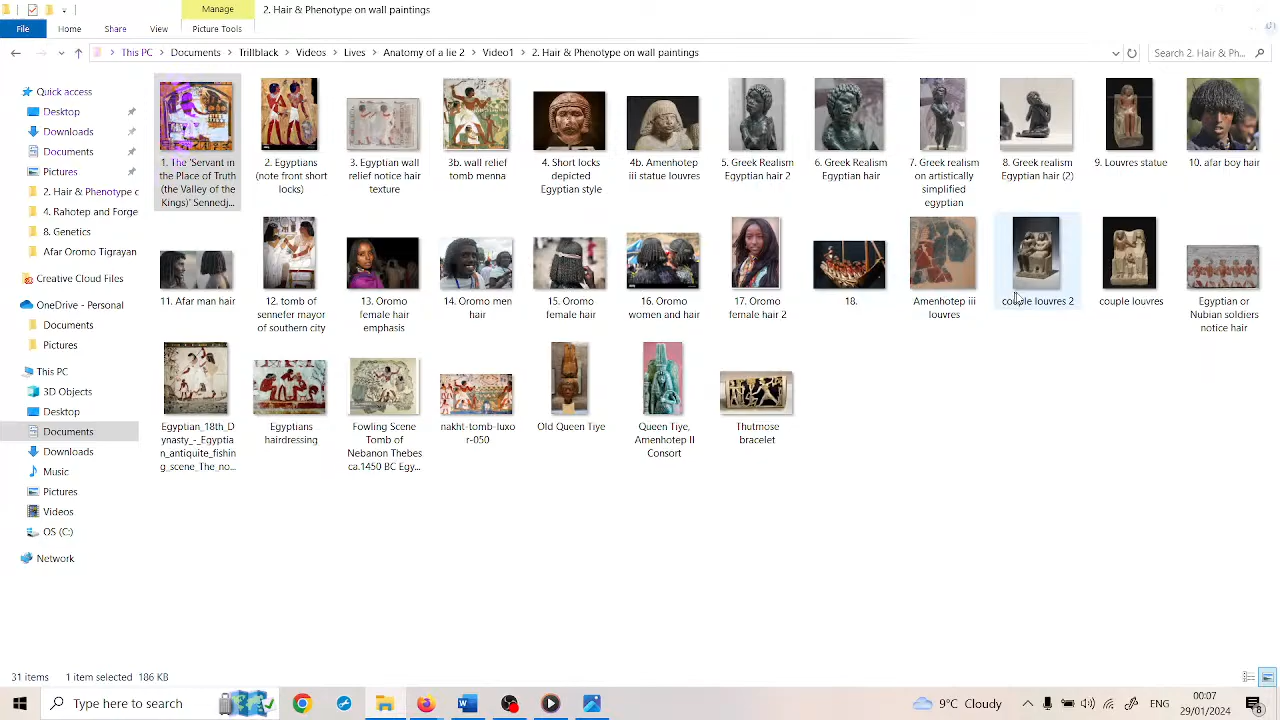 Manage
2. Hair & Phenotype on wall paintings
File
Home
Share
View
Picture Tools
This PC
Documents
Trillblack
Videos
Lives
Anatomy of a lie 2
Video1
2. Hair & Phenotype on wall paintings
Search 2. Hair & Ph...
Quick access
Desktop
Downloads
Documents
Pictures
2. Hair & Phenotype o
4. Rahotep and Forge
8. Genetics
Afar Oromo Tigrayan
Creative Cloud Files
OneDrive - Personal
Documents
Pictures
This PC
3D Objects
Desktop
Documents
Downloads
Music
Pictures
Videos
OS (C:)
Network
1. The 'Servant in
the Place of Truth
(the Valley of the
Kings)' Sennedj...
2. Egyptians
(note front short
locks)
3. Egyptian wall
relief notice hair
texture
3b. wall relief
tomb menna
4. Short locks
depicted
Egyptian style
4b. Amenhotep
iii statue louvres
5. Greek Realism
Egyptian hair 2
6. Greek Realism
Egyptian hair
7. Greek realism
on artistically
simplified
egyptian
8. Greek realism
Egyptian hair (2)
9. Louvres statue
10. afar boy hair
11. Afar man hair
12. tomb of
sennefer mayor
of southern city
13. Oromo
female hair
emphasis
14. Oromo men
hair
15. Oromo
female hair
16. Oromo
women and hair
17. Oromo
female hair 2
18.
Amenhotep iii
louvres
couple louvres 2
couple louvres
Egyptian or
Nubian soldiers
notice hair
Egyptian_18th_D
ynasty_-_Egyptia
n_antiquite_fishin
g_scene_The_no...
Egyptians
hairdressing
Fowling Scene
Tomb of
Nebanon Thebes
ca.1450 BC Egy...
nakht-tomb-luxo
r-050
Old Queen Tiye
Queen Tiye,
Amenhotep II
Consort
Thutmose
bracelet
31 items
1 item selected 186 KB
Type here to search
9°C Cloudy
ENG
00:07
29/01/2024
8